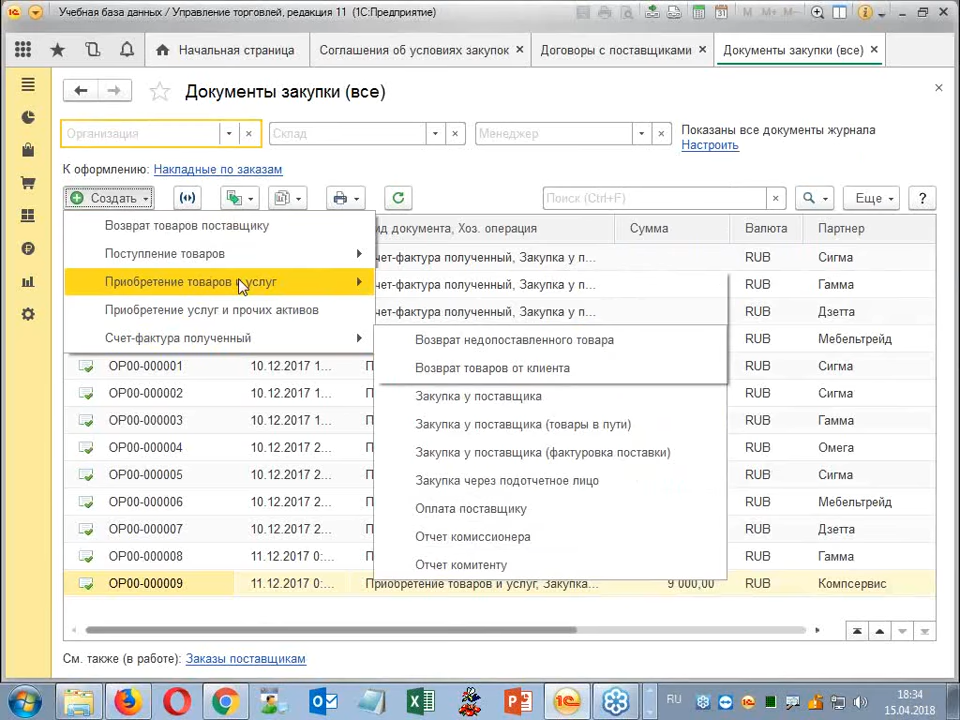 Учебная база данных / Управление торговлей, редакция 11 (1С:Предприятие)
M M+ M-
Начальная страница
Соглашения об условиях закупок ×
Договоры с поставщиками ×
Документы закупки (все) ×
Документы закупки (все)
Организация
Склад
Менеджер
Показаны все документы журнала
Настроить
К оформлению: Накладные по заказам
Создать
Поиск (Ctrl+F)
Еще
?
Возврат товаров поставщику
Поступление товаров
Приобретение товаров и услуг
Приобретение услуг и прочих активов
Счет-фактура полученный
Возврат недопоставленного товара
Возврат товаров от клиента
Закупка у поставщика
Закупка у поставщика (товары в пути)
Закупка у поставщика (фактуровка поставки)
Закупка через подотчетное лицо
Оплата поставщику
Отчет комиссионера
Отчет комитенту
ид документа, Хоз. операция Сумма Валюта Партнер
чет-фактура полученный, Закупка у п... RUB Сигма
чет-фактура полученный, Закупка у п... RUB Гамма
чет-фактура полученный, Закупка у п... RUB Дзетта
RUB Мебельтрейд
ОР00-000001 10.12.2017 1... RUB Сигма
ОР00-000002 10.12.2017 1... RUB Сигма
ОР00-000003 10.12.2017 1... RUB Гамма
ОР00-000004 10.12.2017 2... RUB Омега
ОР00-000005 10.12.2017 2... RUB Сигма
ОР00-000006 10.12.2017 2... RUB Мебельтрейд
ОР00-000007 10.12.2017 2... RUB Дзетта
ОР00-000008 11.12.2017 0:... RUB Гамма
ОР00-000009 11.12.2017 0:... Приобретение товаров и услуг, Закупка... 9 000,00 RUB Компсервис
См. также (в работе): Заказы поставщикам
RU
18:34
15.04.2018